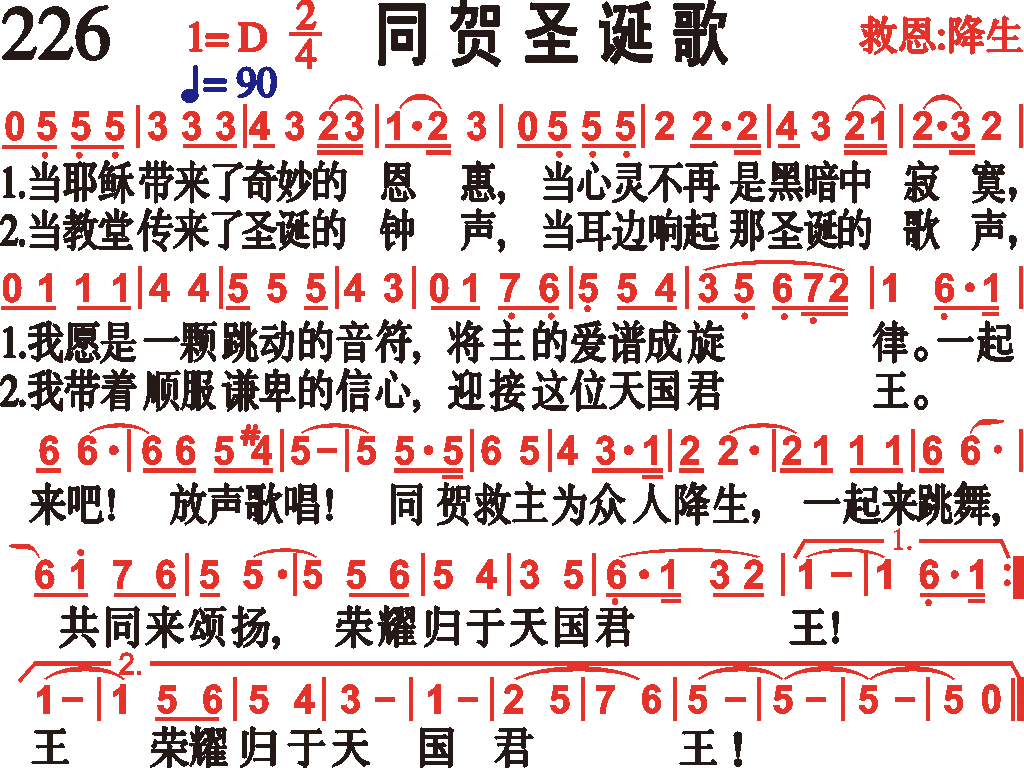 226 1= D 2/4 同贺圣诞歌 救恩:降生
♩= 90
0 5 5 5 | 3 3 3 | 4 3 23 | 1·2 3 | 0 5 5 5 | 2 2·2 | 4 3 21 | 2·3 2 |
1.当耶稣带来了奇妙的 恩 惠, 当心灵不再是黑暗中 寂 寞,
2.当教堂传来了圣诞的 钟 声, 当耳边响起那圣诞的 歌 声,
0 1 1 1 | 4 4 | 5 5 5 | 4 3 | 0 1 7 6 | 5 5 4 | 3 5 6 72 | 1 6·1 |
1.我愿是一颗跳动的音符, 将主的爱谱成旋 律。一起
2.我带着顺服谦卑的信心, 迎接这位天国君 王。
6 6· | 6 6 5 #4 | 5 – | 5 5·5 | 6 5 | 4 3·1 | 2 2· | 2 1 1 1 | 6 6· |
来吧! 放声歌唱! 同贺救主为众人降生, 一起来跳舞,
6 1 7 6 | 5 5· | 5 5 6 | 5 4 | 3 5 | 6·1 3 2 | 1. 1 – | 1 6·1 :|
共同来颂扬, 荣耀归于天国君 王!
2. 1 – | 1 5 6 | 5 4 | 3 – | 1 – | 2 5 | 7 6 | 5 – | 5 – | 5 – | 5 0 ||
王 荣耀归于天 国 君 王!